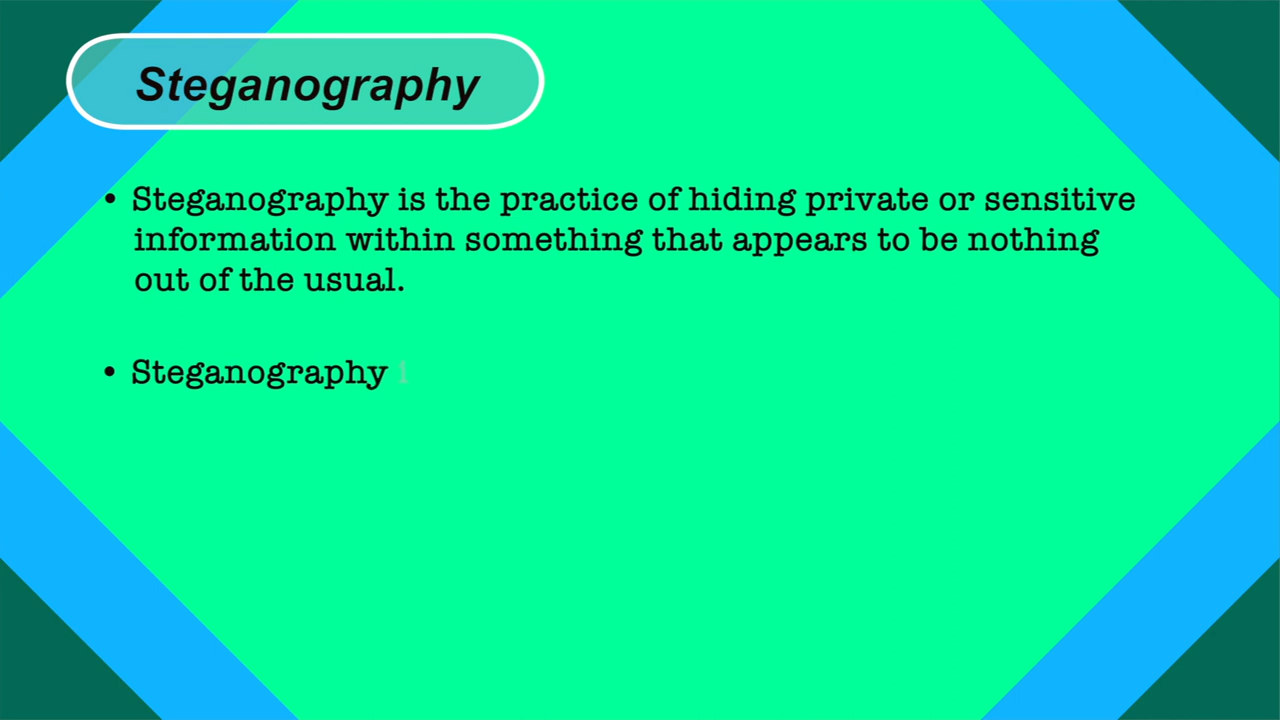 Steganography
• Steganography is the practice of hiding private or sensitive
information within something that appears to be nothing
out of the usual.
• Steganography